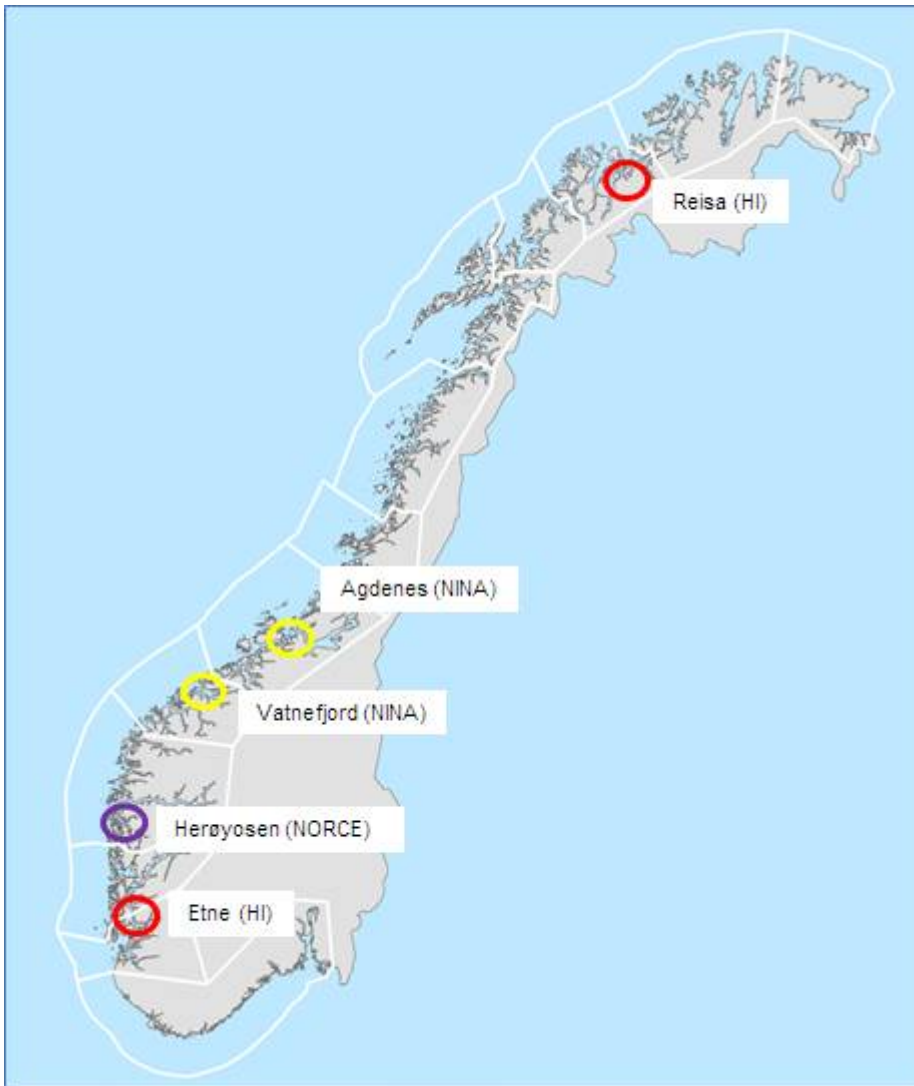 Reisa (HI)
Agdenes (NINA)
Vatnefjord (NINA)
Herøyosen (NORCE)
Etne (HI)